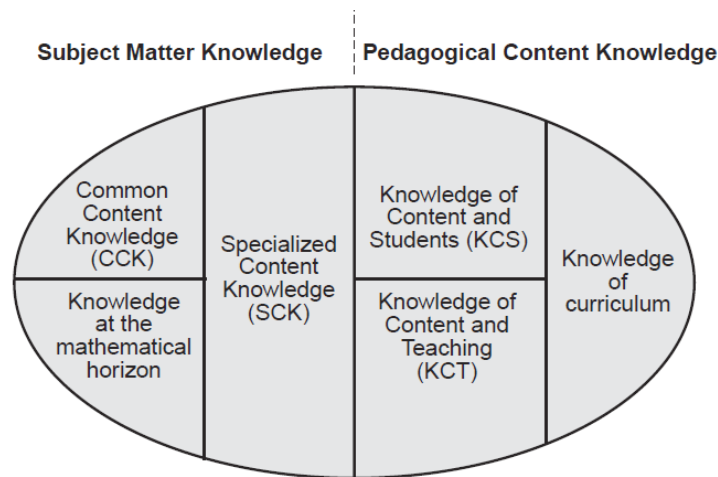 Subject Matter Knowledge
Pedagogical Content Knowledge
Common
Content
Knowledge
(CCK)
Knowledge
at the
mathematical
horizon
Specialized
Content
Knowledge
(SCK)
Knowledge of
Content and
Students (KCS)
Knowledge of
Content and
Teaching
(KCT)
Knowledge
of
curriculum